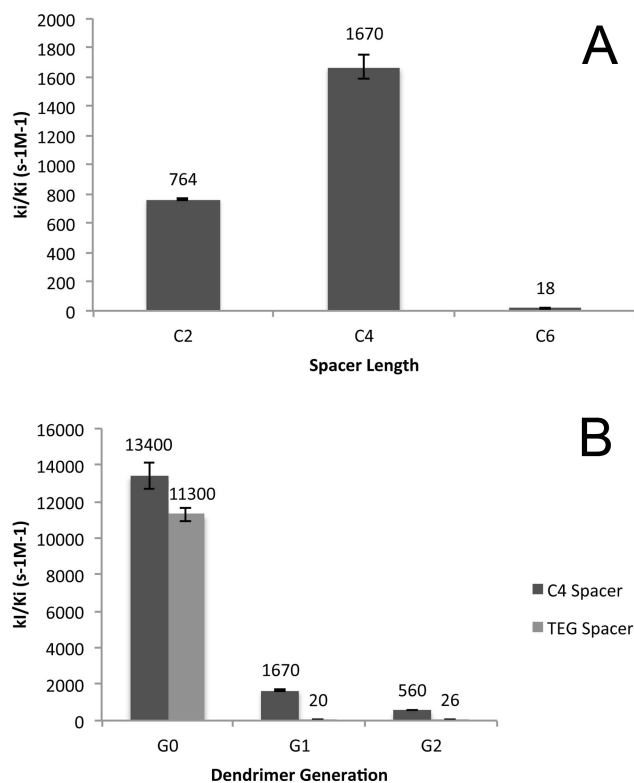 A
2000
1800
1600
1400
1200
1000
800
600
400
200
0
ki/Ki (s-1M-1)
764
1670
18
C2 C4 C6
Spacer Length
B
16000
14000
12000
10000
8000
6000
4000
2000
0
kI/Ki (s-1M-1)
13400
11300
1670
20
560
26
C4 Spacer
TEG Spacer
G0 G1 G2
Dendrimer Generation